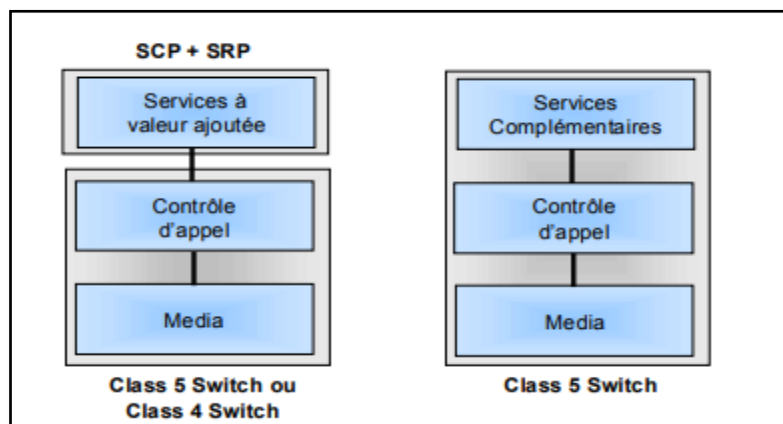 SCP + SRP
Services à
valeur ajoutée
Contrôle
d'appel
Media
Class 5 Switch ou
Class 4 Switch
Services
Complémentaires
Contrôle
d'appel
Media
Class 5 Switch